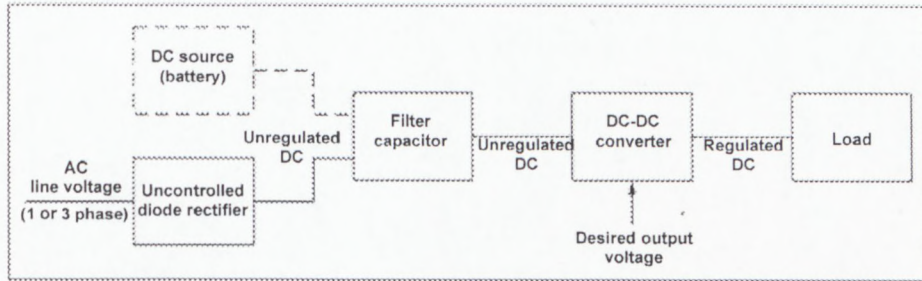 DC source
(battery)
Unregulated
DC
AC
line voltage
(1 or 3 phase)
Uncontrolled
diode rectifier
Filter
capacitor
Unregulated
DC
DC-DC
converter
Desired output
voltage
Regulated
DC
Load